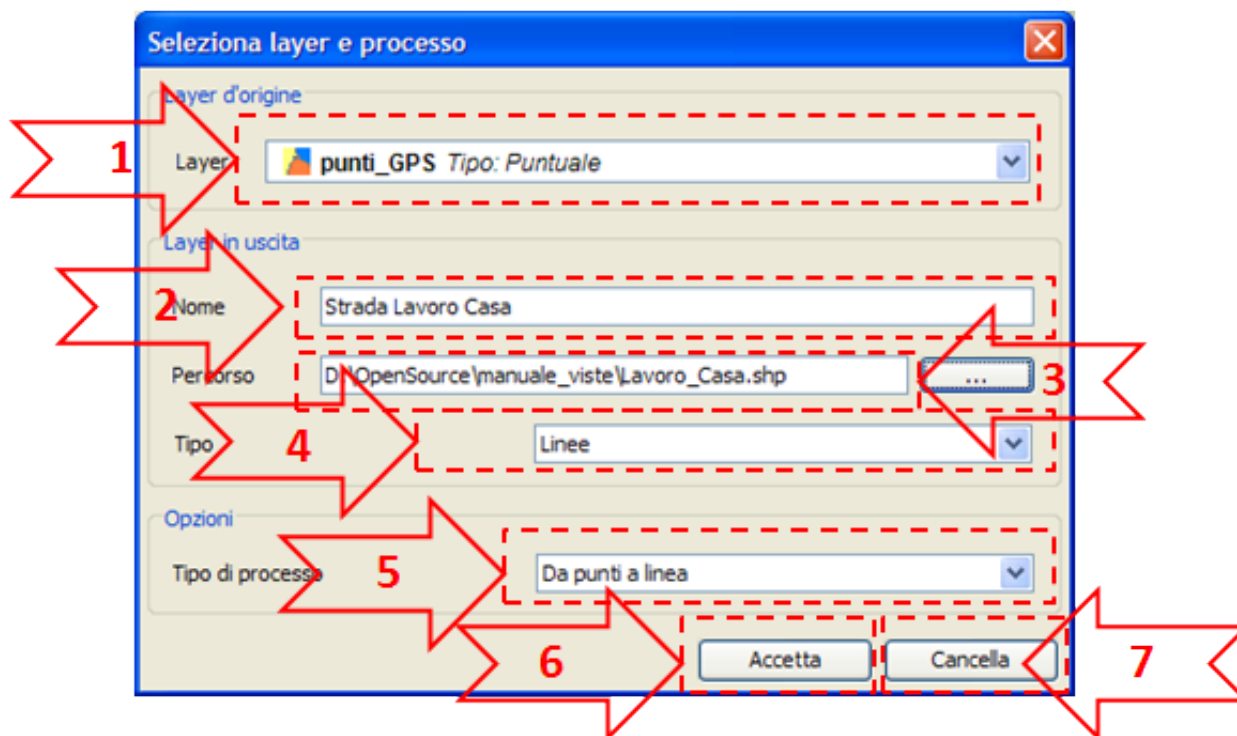 Seleziona layer e processo
Layer d'origine
1
Layer punti_GPS Tipo: Puntuale
Layer in uscita
2
Nome Strada Lavoro Casa
Percorso D:\OpenSource\manuale_viste\Lavoro_Casa.shp ... 3
4
Tipo Linee
Opzioni
5
Tipo di processo Da punti a linea
6 Accetta Cancella 7